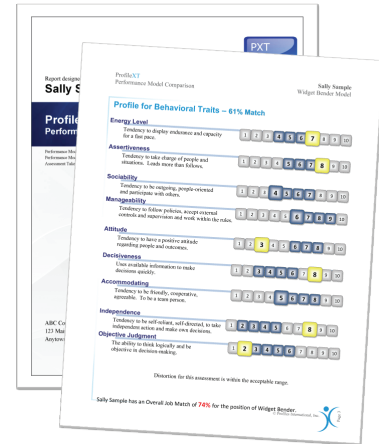 PXT
Report designe
Sally S
Profile
Perform
Performance Mod
Performance Mod
Assessment Take
ABC Co
123 Mai
Anytow
ProfileXT
Performance Model Comparison
Sally Sample
Widget Bender Model
Profile for Behavioral Traits – 61% Match
Energy Level
Tendency to display endurance and capacity
for a fast pace.
1 2 3 4 5 6 7 8 9 10
Assertiveness
Tendency to take charge of people and
situations. Leads more than follows.
1 2 3 4 5 6 7 8 9 10
Sociability
Tendency to be outgoing, people-oriented
and participate with others.
1 2 3 4 5 6 7 8 9 10
Manageability
Tendency to follow policies, accept external
controls and supervision and work within the rules.
1 2 3 4 5 6 7 8 9 10
Attitude
Tendency to have a positive attitude
regarding people and outcomes.
1 2 3 4 5 6 7 8 9 10
Decisiveness
Uses available information to make
decisions quickly.
1 2 3 4 5 6 7 8 9 10
Accommodating
Tendency to be friendly, cooperative,
agreeable. To be a team person.
1 2 3 4 5 6 7 8 9 10
Independence
Tendency to be self-reliant, self-directed, to take
independent action and make own decisions.
1 2 3 4 5 6 7 8 9 10
Objective Judgment
The ability to think logically and be
objective in decision-making.
1 2 3 4 5 6 7 8 9 10
Distortion for this assessment is within the acceptable range.
Sally Sample has an Overall Job Match of 74% for the position of Widget Bender.
© Profiles International, Inc.